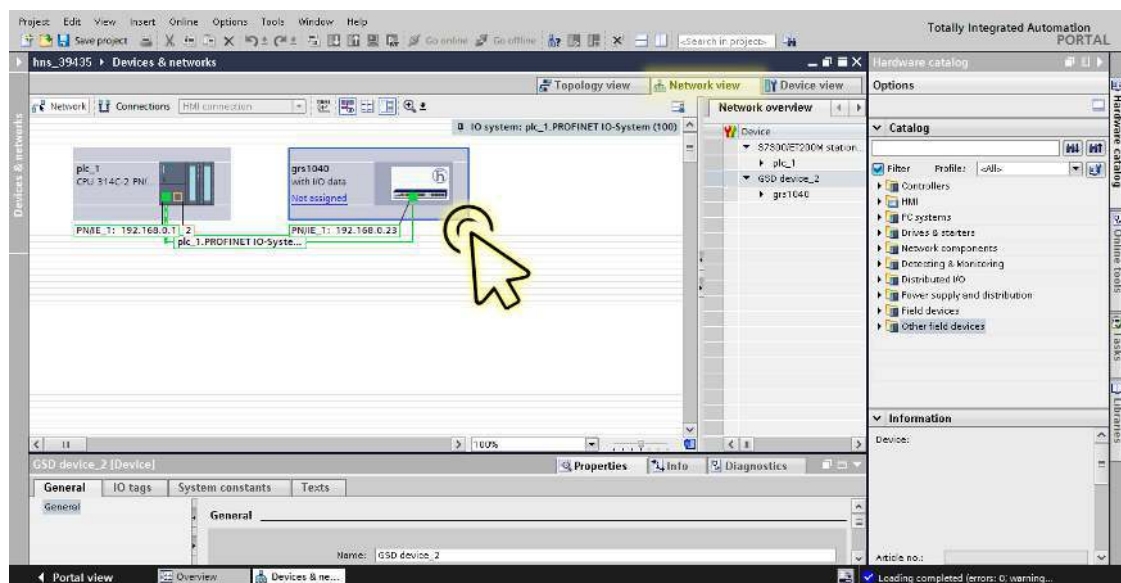 Project Edit View Insert Online Options Tools Window Help
Totally Integrated Automation
PORTAL
Save project
Go online
Go offline
<Search in project>
hns_39435 ▸ Devices & networks
Hardware catalog
Topology view
Network view
Device view
Options
Network
Connections
HMI connection
Network overview
IO system: plc_1.PROFINET IO-System (100)
Catalog
Device
S7300/ET200M station...
plc_1
GSD device_2
grs1040
plc_1
CPU 314C-2 PN/...
grs1040
with I/O data
Not assigned
PN/IE_1: 192.168.0.1
2
PN/IE_1: 192.168.0.23
plc_1.PROFINET IO-Syste...
Filter
Profile:
<All>
Controllers
HMI
PC systems
Drives & starters
Network components
Detecting & Monitoring
Distributed I/O
Power supply and distribution
Field devices
Other field devices
Information
Device:
Article no.:
100%
GSD device_2 [Device]
Properties
Info
Diagnostics
General
IO tags
System constants
Texts
General
General
Name:
GSD device_2
Portal view
Overview
Devices & ne...
Loading completed (errors: 0; warning...
Devices & networks
Hardware catalog
Online tools
Tasks
Libraries